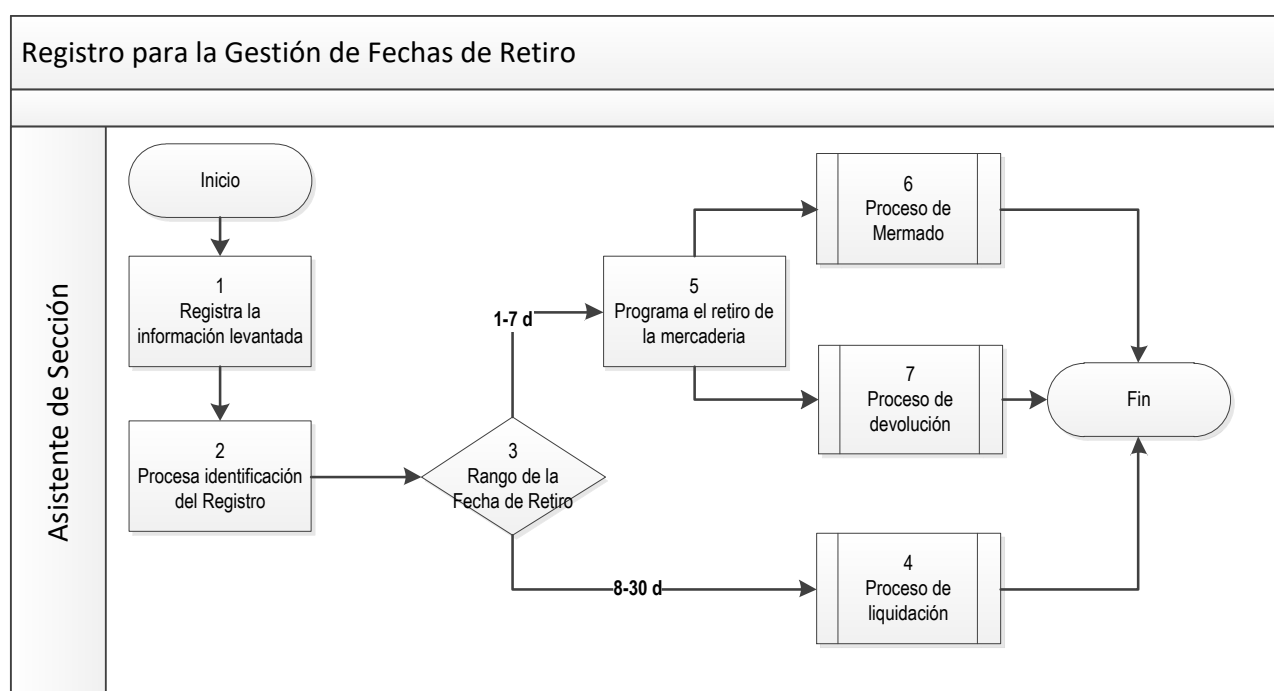 Registro para la Gestión de Fechas de Retiro
Asistente de Sección
Inicio
1
Registra la
información levantada
2
Procesa identificación
del Registro
3
Rango de la
Fecha de Retiro
1-7 d
8-30 d
5
Programa el retiro de
la mercaderia
6
Proceso de
Mermado
7
Proceso de
devolución
4
Proceso de
liquidación
Fin